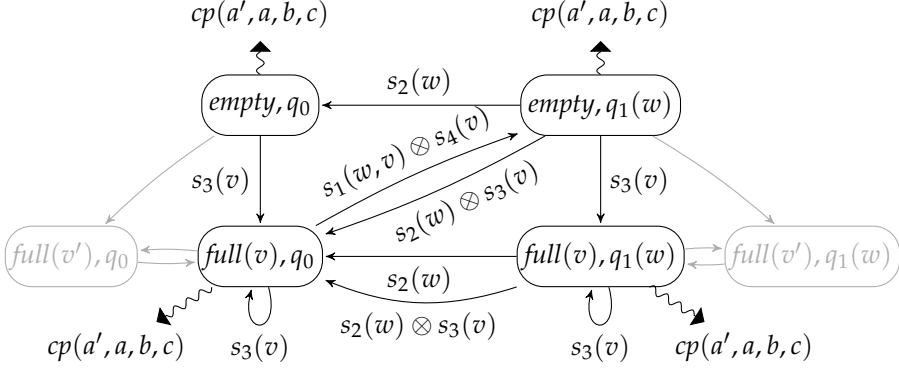 cp(a′, a, b, c) cp(a′, a, b, c)
empty, q₀ s₂(w) empty, q₁(w)
s₁(w, v) ⊗ s₄(v)
s₃(v) s₂(w) ⊗ s₃(v) s₃(v)
full(v′), q₀ full(v), q₀ full(v), q₁(w) full(v′), q₁(w)
s₂(w)
s₂(w) ⊗ s₃(v)
cp(a′, a, b, c) s₃(v) s₃(v) cp(a′, a, b, c)